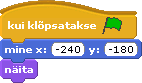 kui klõpsatakse
mine x: -240 y: -180
näita